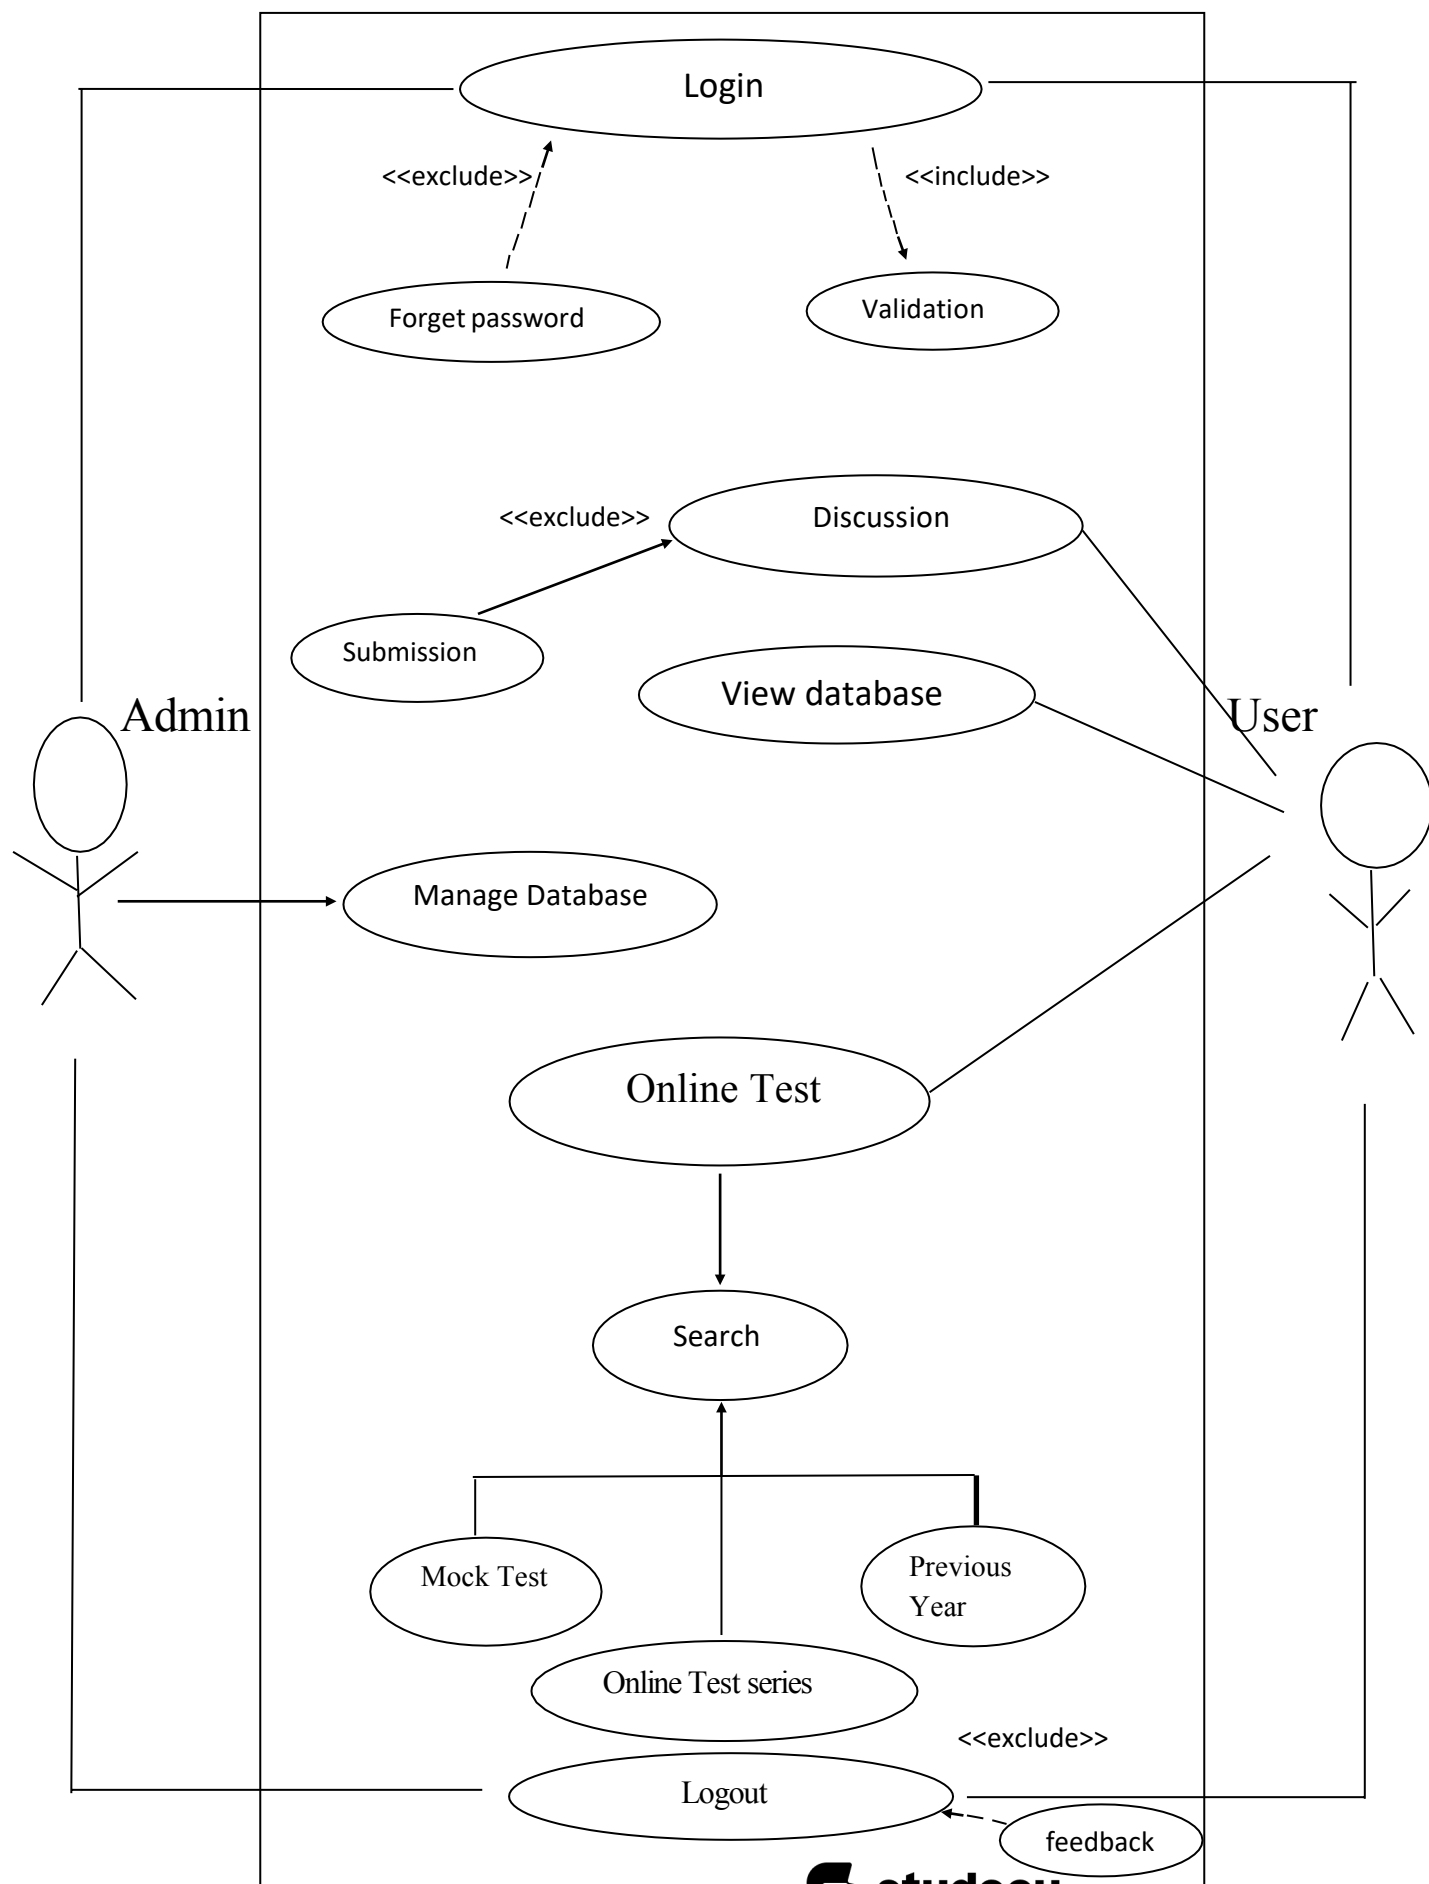 Login
<<exclude>>
<<include>>
Forget password
Validation
<<exclude>>
Discussion
Submission
View database
Admin
User
Manage Database
Online Test
Search
Mock Test
Previous
Year
Online Test series
<<exclude>>
Logout
feedback